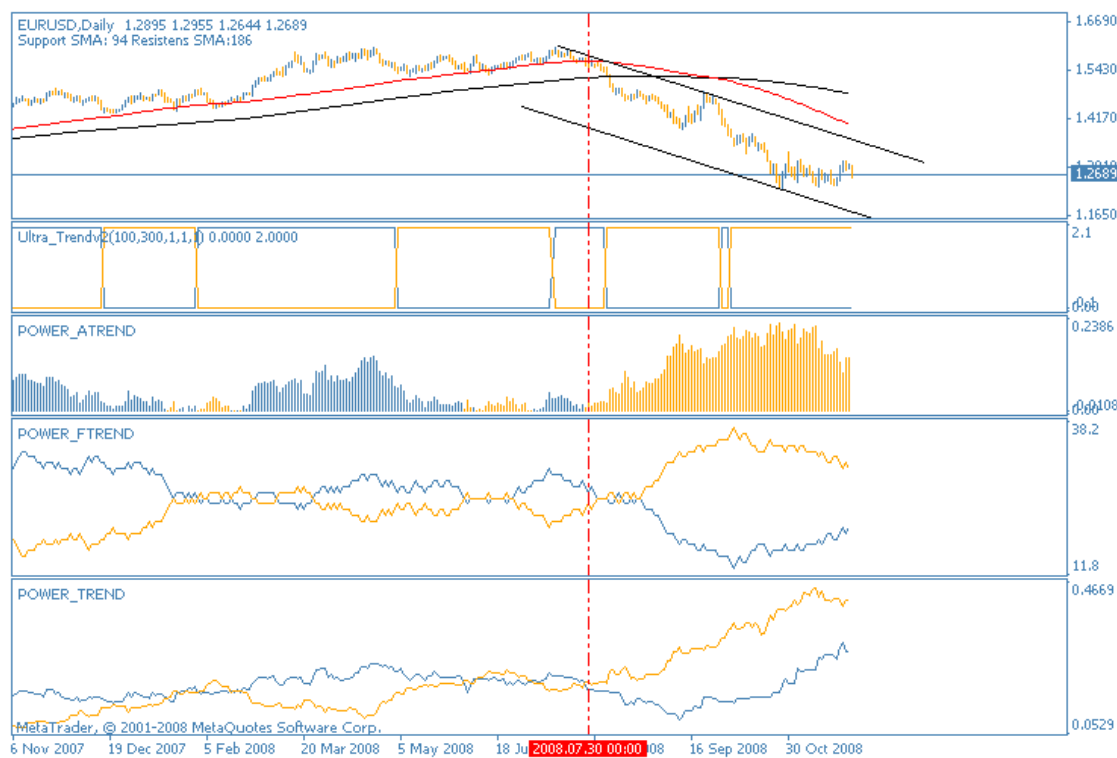 EURUSD,Daily 1.2895 1.2955 1.2644 1.2689
Support SMA: 94 Resistens SMA:186
1.6690
1.5430
1.4170
1.2689
1.1650
Ultra_Trendv2(100,300,1,1,1) 0.0000 2.0000
2.1
0.00
POWER_ATREND
0.2386
0.00
POWER_FTREND
38.2
11.8
POWER_TREND
0.4669
0.0529
MetaTrader, © 2001-2008 MetaQuotes Software Corp.
6 Nov 2007 19 Dec 2007 5 Feb 2008 20 Mar 2008 5 May 2008 18 2008.07.30 00:00 16 Sep 2008 30 Oct 2008